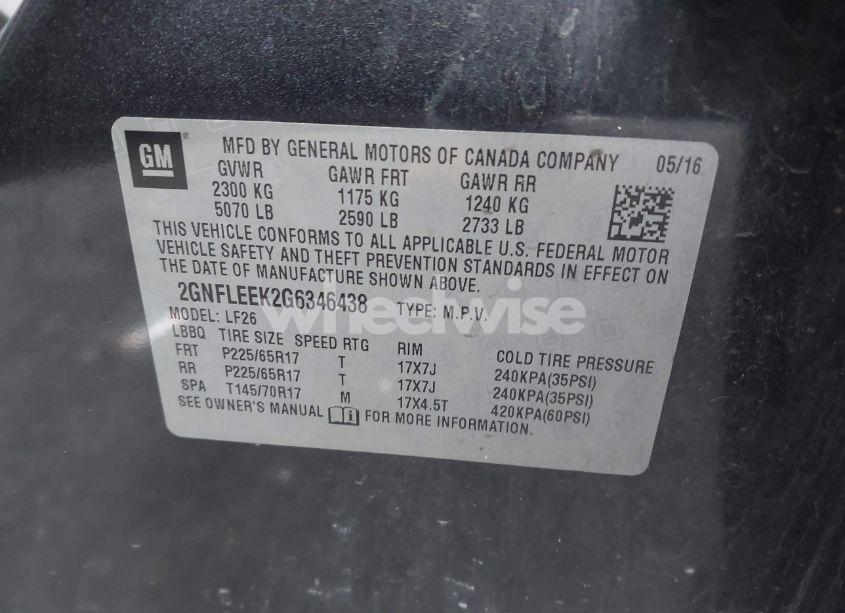 GM
MFD BY GENERAL MOTORS OF CANADA COMPANY 05/16
GVWR GAWR FRT GAWR RR
2300 KG 1175 KG 1240 KG
5070 LB 2590 LB 2733 LB
THIS VEHICLE CONFORMS TO ALL APPLICABLE U.S. FEDERAL MOTOR
VEHICLE SAFETY AND THEFT PREVENTION STANDARDS IN EFFECT ON
THE DATE OF MANUFACTURE SHOWN ABOVE.
2GNFLEEK2G6346438 TYPE: M.P.V.
wheelwise
MODEL: LF26
LBBQ TIRE SIZE SPEED RTG RIM COLD TIRE PRESSURE
FRT P225/65R17 T 17X7J 240KPA(35PSI)
RR P225/65R17 T 17X7J 240KPA(35PSI)
SPA T145/70R17 M 17X4.5T 420KPA(60PSI)
SEE OWNER'S MANUAL FOR MORE INFORMATION.